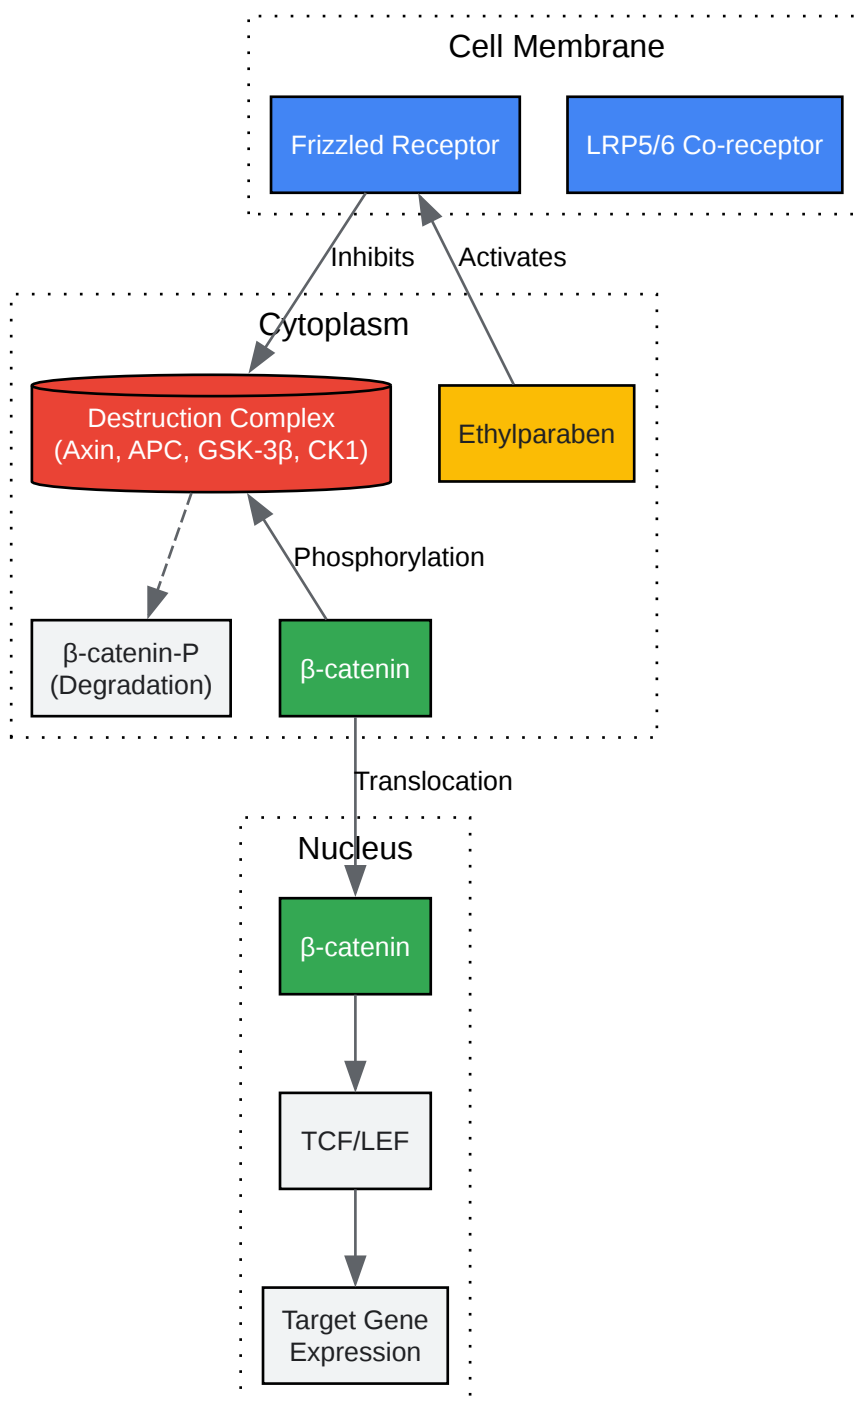 Cell Membrane
Frizzled Receptor
LRP5/6 Co-receptor
Inhibits
Activates
Cytoplasm
Destruction Complex
(Axin, APC, GSK-3β, CK1)
Ethylparaben
Phosphorylation
β-catenin-P
(Degradation)
β-catenin
Translocation
Nucleus
β-catenin
TCF/LEF
Target Gene
Expression